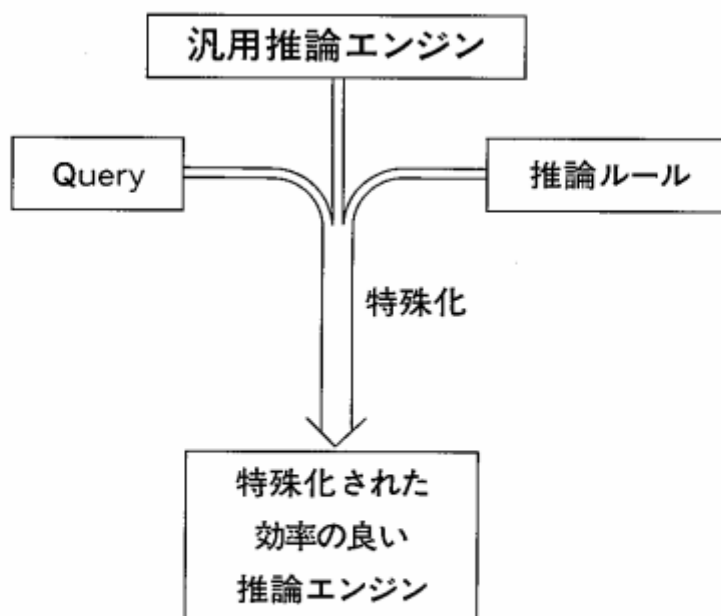 汎用推論エンジン
Query
推論ルール
特殊化
特殊化された
効率の良い
推論エンジン